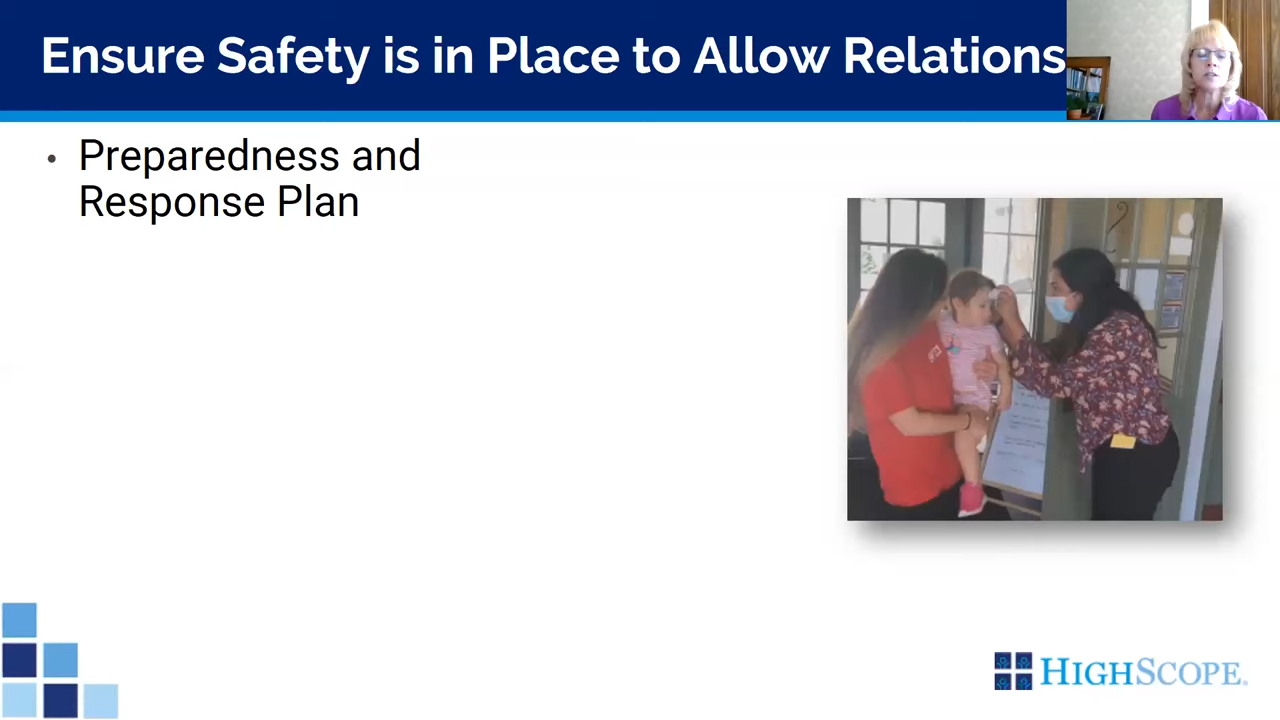 Ensure Safety is in Place to Allow Relations
• Preparedness and
Response Plan
HIGHSCOPE®